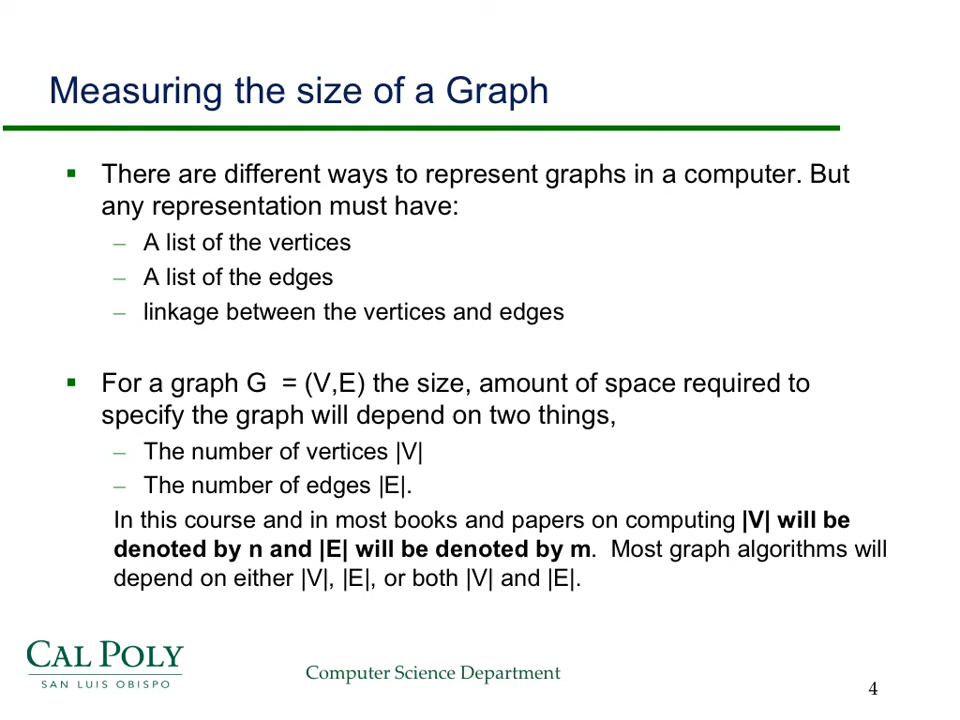 Measuring the size of a Graph
▪ There are different ways to represent graphs in a computer. But
any representation must have:
– A list of the vertices
– A list of the edges
– linkage between the vertices and edges
▪ For a graph G  = (V,E) the size, amount of space required to
specify the graph will depend on two things,
– The number of vertices |V|
– The number of edges |E|.
In this course and in most books and papers on computing |V| will be
denoted by n and |E| will be denoted by m.  Most graph algorithms will
depend on either |V|, |E|, or both |V| and |E|.
CAL POLY
SAN LUIS OBISPO
Computer Science Department
4